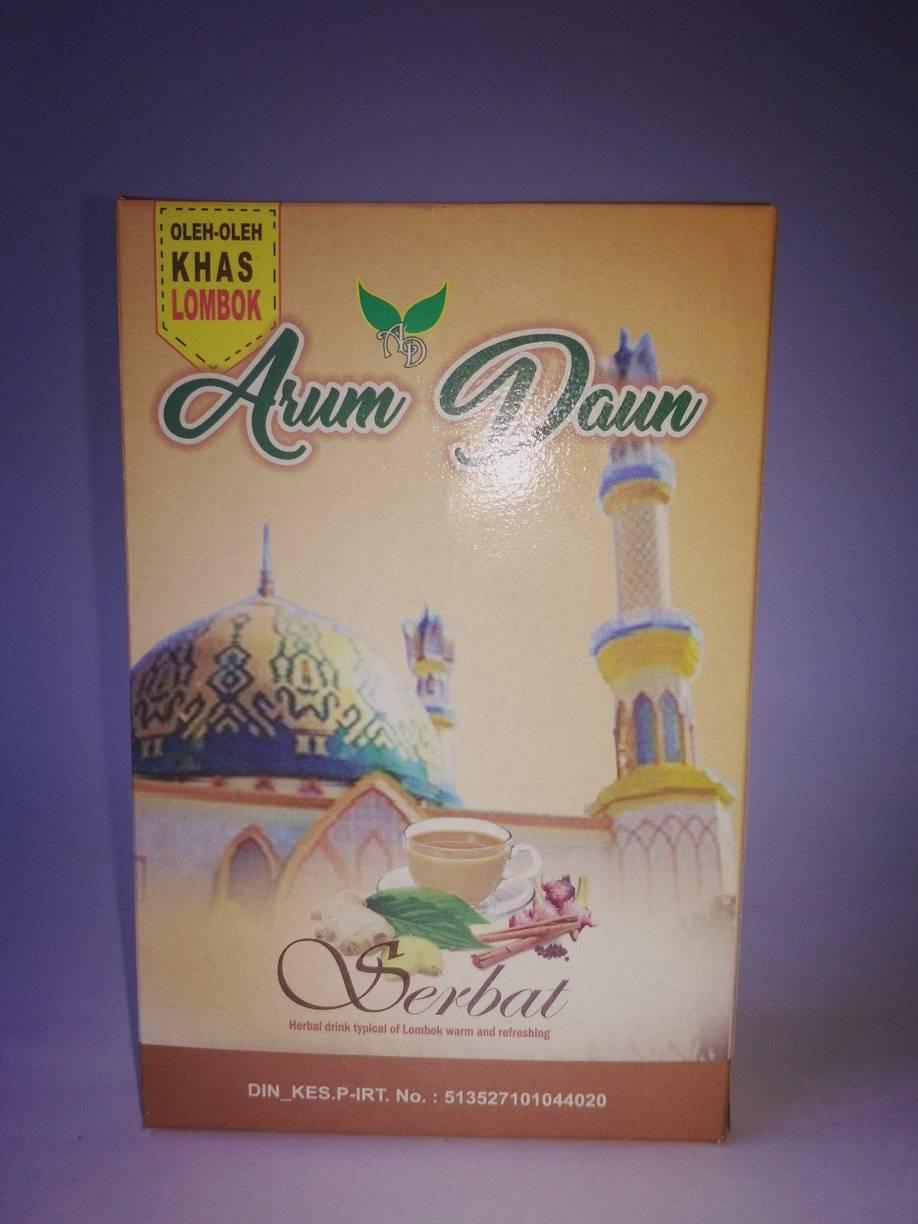 OLEH-OLEH
KHAS
LOMBOK
AD
Arum Daun
Serbat
Herbal drink typical of Lombok warm and refreshing
DIN_KES.P-IRT. No. : 513527101044020